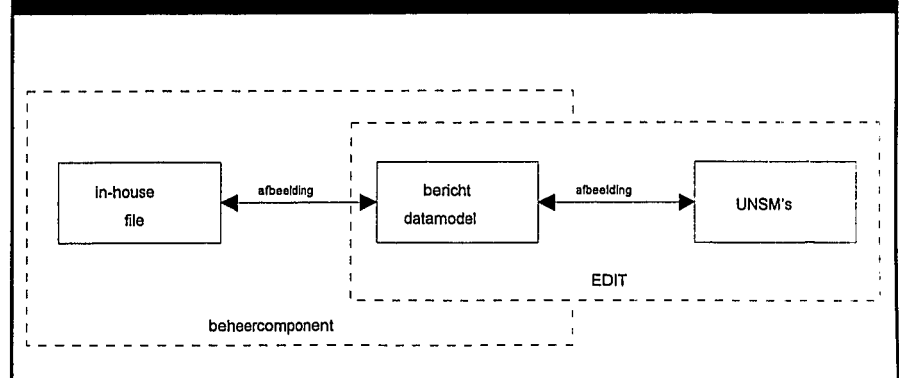 in-house
file
afbeelding
bericht
datamodel
afbeelding
UNSM's
EDIT
beheercomponent